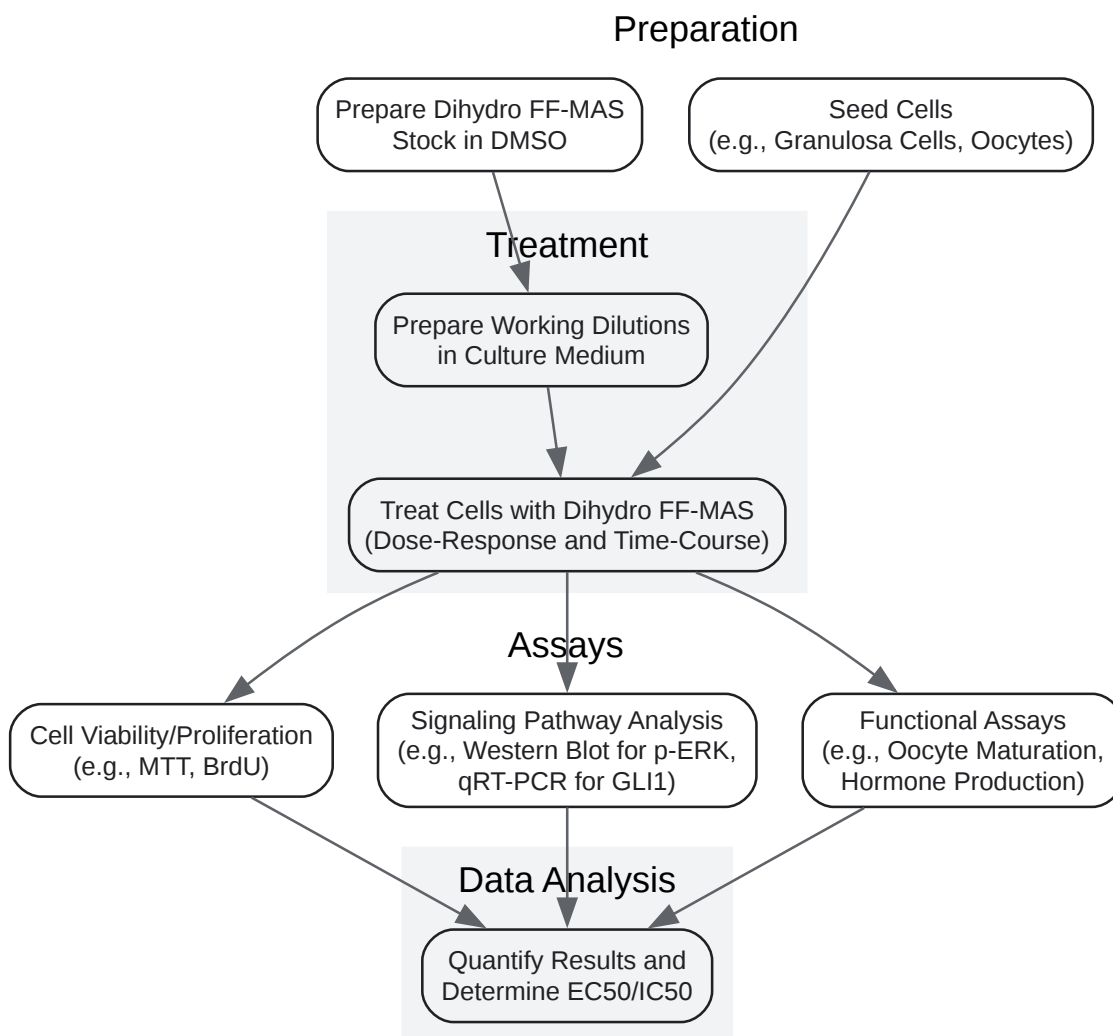 Preparation
Prepare Dihydro FF-MAS
Stock in DMSO
Seed Cells
(e.g., Granulosa Cells, Oocytes)
Treatment
Prepare Working Dilutions
in Culture Medium
Treat Cells with Dihydro FF-MAS
(Dose-Response and Time-Course)
Assays
Cell Viability/Proliferation
(e.g., MTT, BrdU)
Signaling Pathway Analysis
(e.g., Western Blot for p-ERK,
qRT-PCR for GLI1)
Functional Assays
(e.g., Oocyte Maturation,
Hormone Production)
Data Analysis
Quantify Results and
Determine EC50/IC50